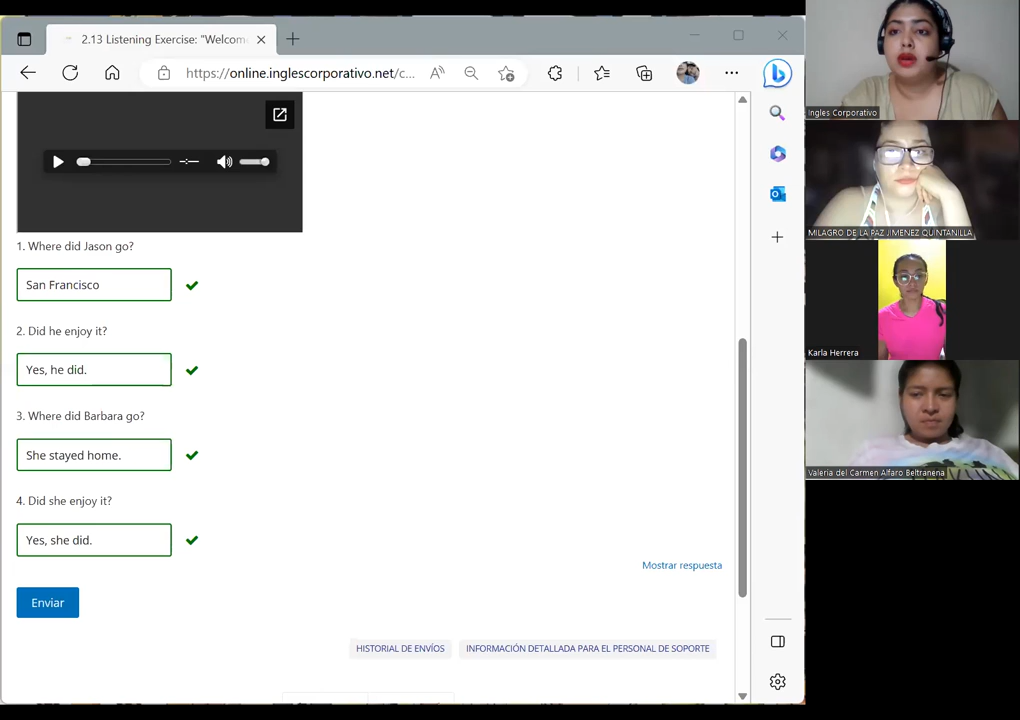 2.13 Listening Exercise: "Welcom
https://online.inglescorporativo.net/c...
1. Where did Jason go?
San Francisco
2. Did he enjoy it?
Yes, he did.
3. Where did Barbara go?
She stayed home.
4. Did she enjoy it?
Yes, she did.
Mostrar respuesta
Enviar
HISTORIAL DE ENVÍOS
INFORMACIÓN DETALLADA PARA EL PERSONAL DE SOPORTE
Ingles Corporativo
MILAGRO DE LA PAZ JIMENEZ QUINTANILLA
Karla Herrera
Valeria del Carmen Alfaro Beltranena